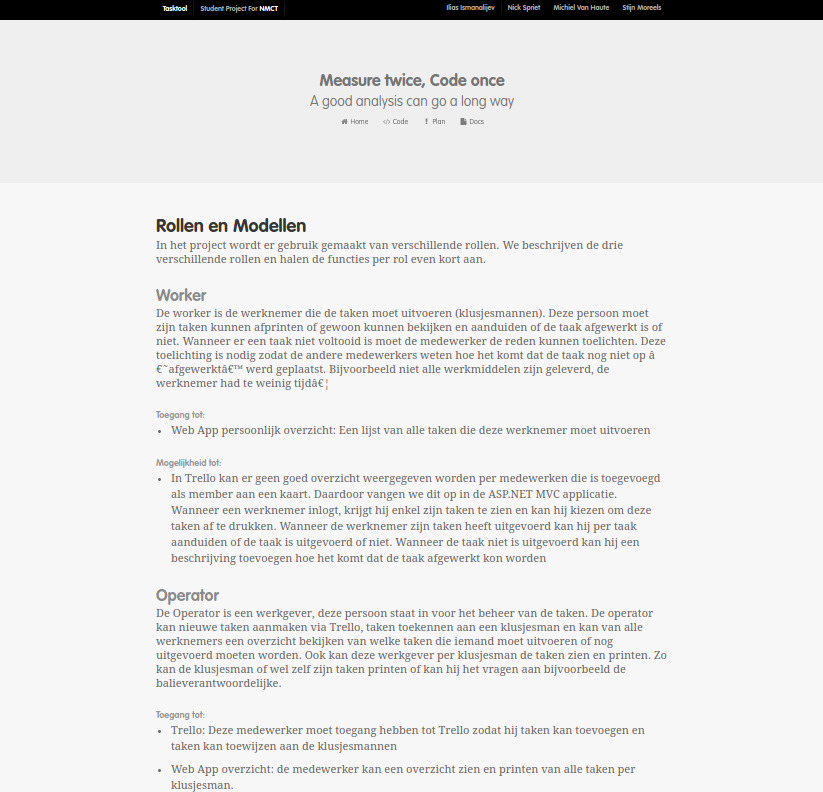 Tasktool Student Project For NMCT Ilias Ismanalijev Nick Spriet Michiel Van Haute Stijn Moreels
Measure twice, Code once
A good analysis can go a long way
Home Code Plan Docs
Rollen en Modellen
In het project wordt er gebruik gemaakt van verschillende rollen. We beschrijven de drie
verschillende rollen en halen de functies per rol even kort aan.
Worker
De worker is de werknemer die de taken moet uitvoeren (klusjesmannen). Deze persoon moet
zijn taken kunnen afprinten of gewoon kunnen bekijken en aanduiden of de taak afgewerkt is of
niet. Wanneer er een taak niet voltooid is moet de medewerker de reden kunnen toelichten. Deze
toelichting is nodig zodat de andere medewerkers weten hoe het komt dat de taak nog niet op â
€˜afgewerktâ€™ werd geplaatst. Bijvoorbeeld niet alle werkmiddelen zijn geleverd, de
werknemer had te weinig tijdâ€¦
Toegang tot:
• Web App persoonlijk overzicht: Een lijst van alle taken die deze werknemer moet uitvoeren
Mogelijkheid tot:
• In Trello kan er geen goed overzicht weergegeven worden per medewerken die is toegevoegd
als member aan een kaart. Daardoor vangen we dit op in de ASP.NET MVC applicatie.
Wanneer een werknemer inlogt, krijgt hij enkel zijn taken te zien en kan hij kiezen om deze
taken af te drukken. Wanneer de werknemer zijn taken heeft uitgevoerd kan hij per taak
aanduiden of de taak is uitgevoerd of niet. Wanneer de taak niet is uitgevoerd kan hij een
beschrijving toevoegen hoe het komt dat de taak afgewerkt kon worden
Operator
De Operator is een werkgever, deze persoon staat in voor het beheer van de taken. De operator
kan nieuwe taken aanmaken via Trello, taken toekennen aan een klusjesman en kan van alle
werknemers een overzicht bekijken van welke taken die iemand moet uitvoeren of nog
uitgevoerd moeten worden. Ook kan deze werkgever per klusjesman de taken zien en printen. Zo
kan de klusjesman of wel zelf zijn taken printen of kan hij het vragen aan bijvoorbeeld de
balieverantwoordelijke.
Toegang tot:
• Trello: Deze medewerker moet toegang hebben tot Trello zodat hij taken kan toevoegen en
taken kan toewijzen aan de klusjesmannen
• Web App overzicht: de medewerker kan een overzicht zien en printen van alle taken per
klusjesman.